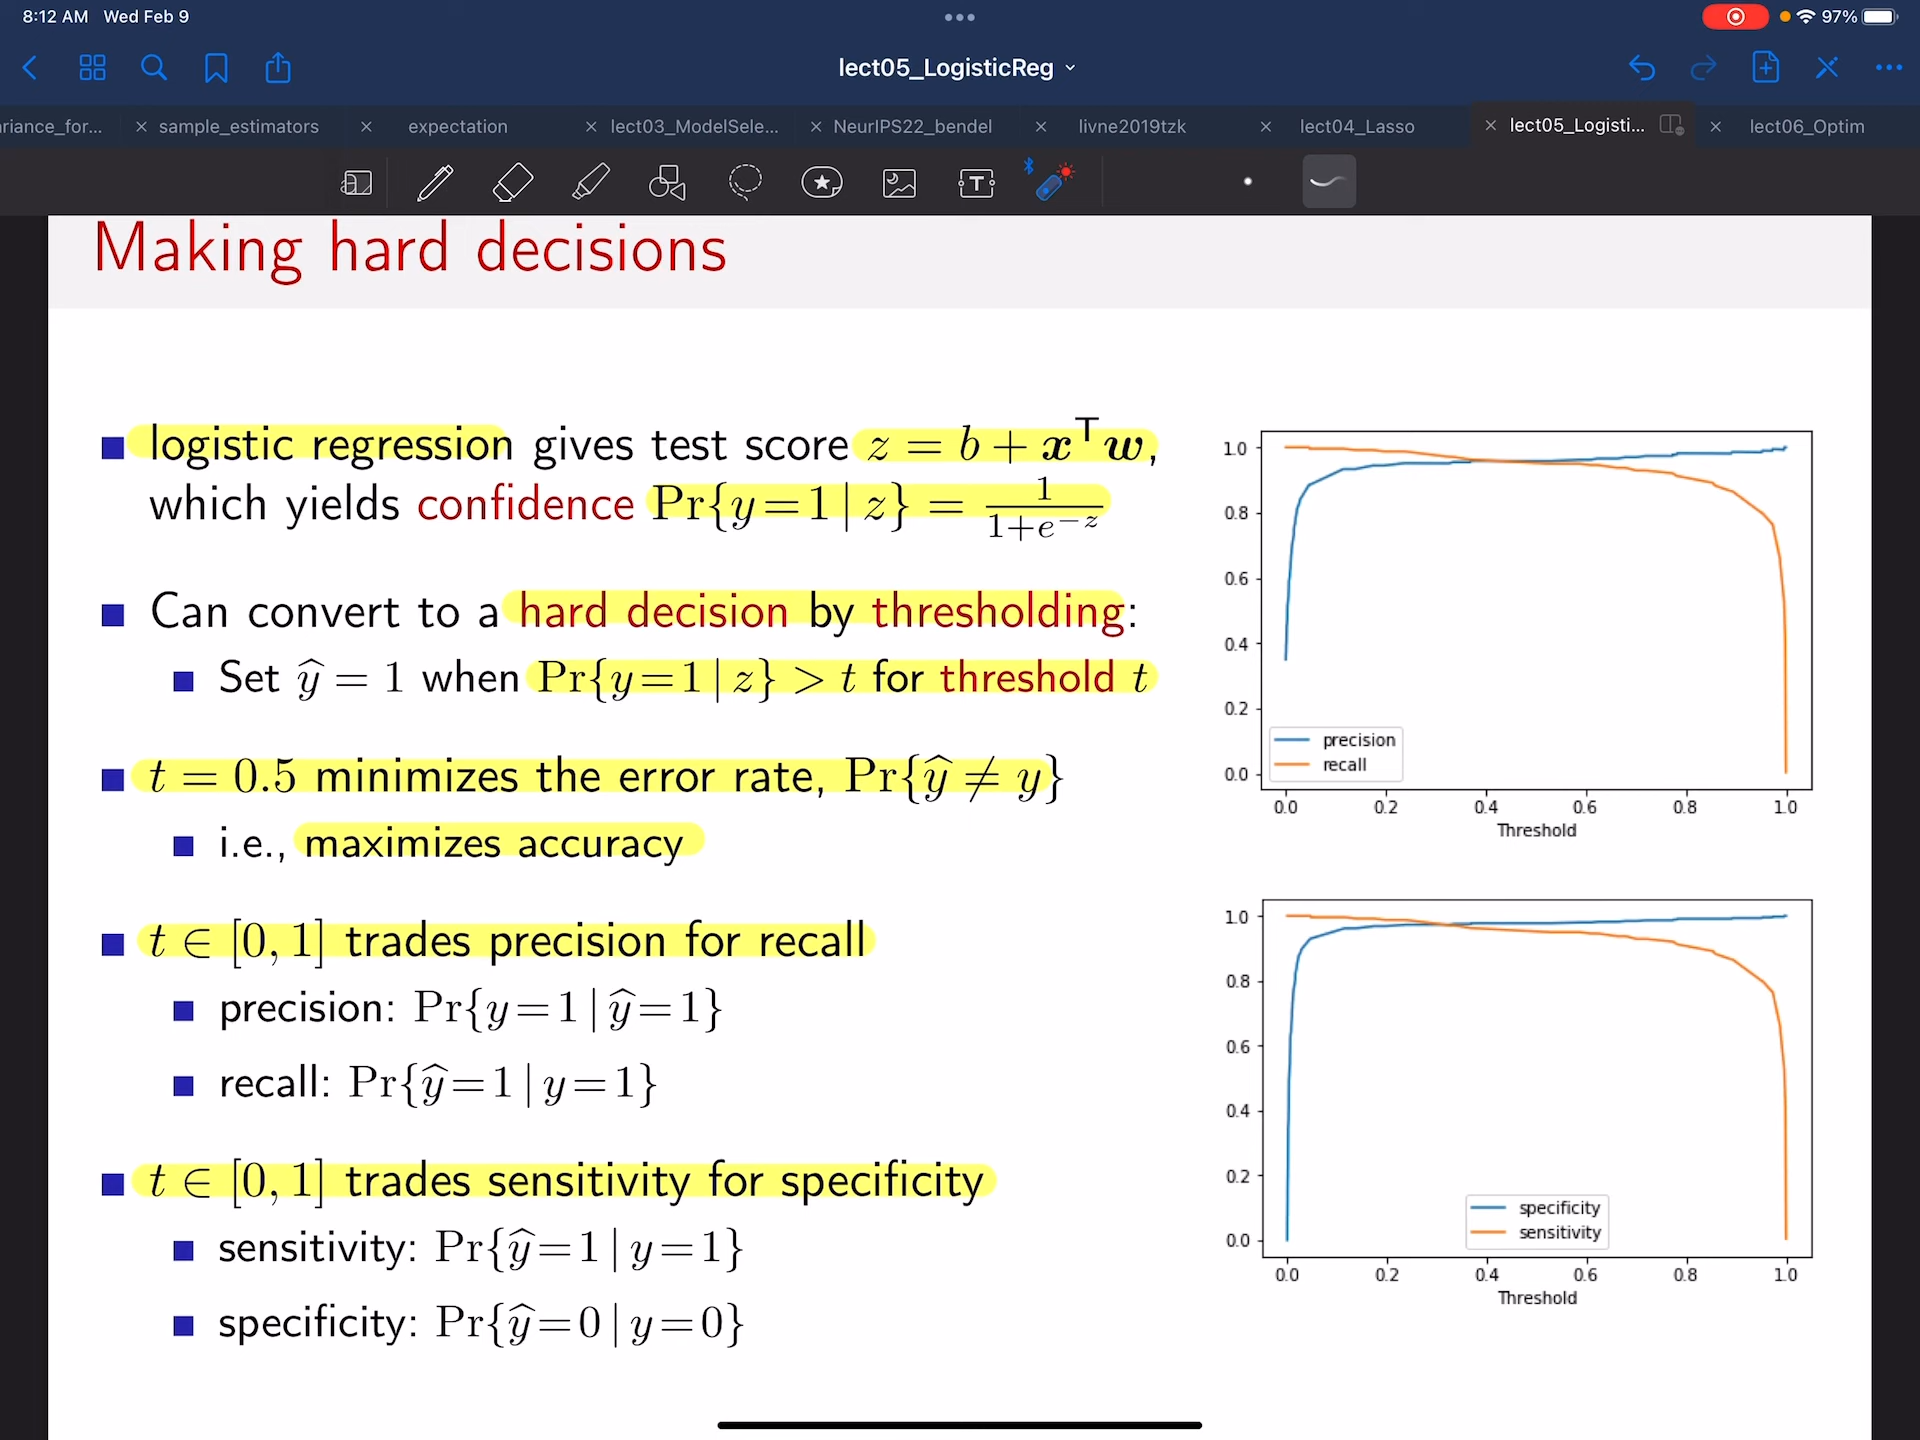 8:12 AM Wed Feb 9
97%
lect05_LogisticReg
ariance_for...
sample_estimators
expectation
lect03_ModelSele...
NeurIPS22_bendel
livne2019tzk
lect04_Lasso
lect05_Logisti...
lect06_Optim
Making hard decisions
logistic regression gives test score z = b + xᵀw,
which yields confidence Pr{y=1 | z} = 1/(1+e^{-z})
Can convert to a hard decision by thresholding:
Set ŷ = 1 when Pr{y=1 | z} > t for threshold t
t = 0.5 minimizes the error rate, Pr{ŷ ≠ y}
i.e., maximizes accuracy
t ∈ [0, 1] trades precision for recall
precision: Pr{y=1 | ŷ=1}
recall: Pr{ŷ=1 | y=1}
t ∈ [0, 1] trades sensitivity for specificity
sensitivity: Pr{ŷ=1 | y=1}
specificity: Pr{ŷ=0 | y=0}
1.0
0.8
0.6
0.4
0.2
0.0
precision
recall
0.0 0.2 0.4 0.6 0.8 1.0
Threshold
1.0
0.8
0.6
0.4
0.2
0.0
specificity
sensitivity
0.0 0.2 0.4 0.6 0.8 1.0
Threshold